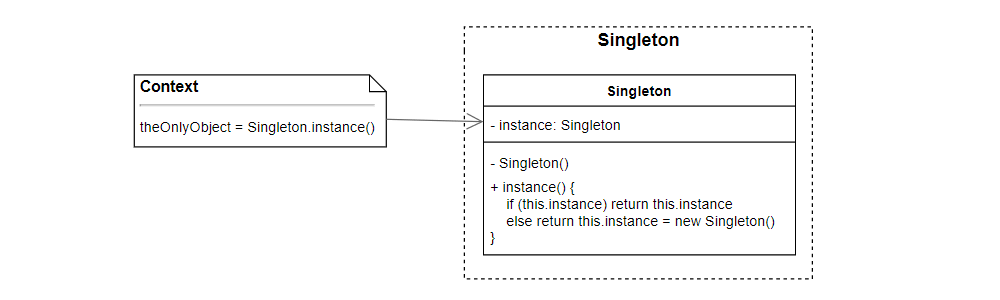 Singleton
Context
theOnlyObject = Singleton.instance()
Singleton
- instance: Singleton
- Singleton()
+ instance() {
if (this.instance) return this.instance
else return this.instance = new Singleton()
}